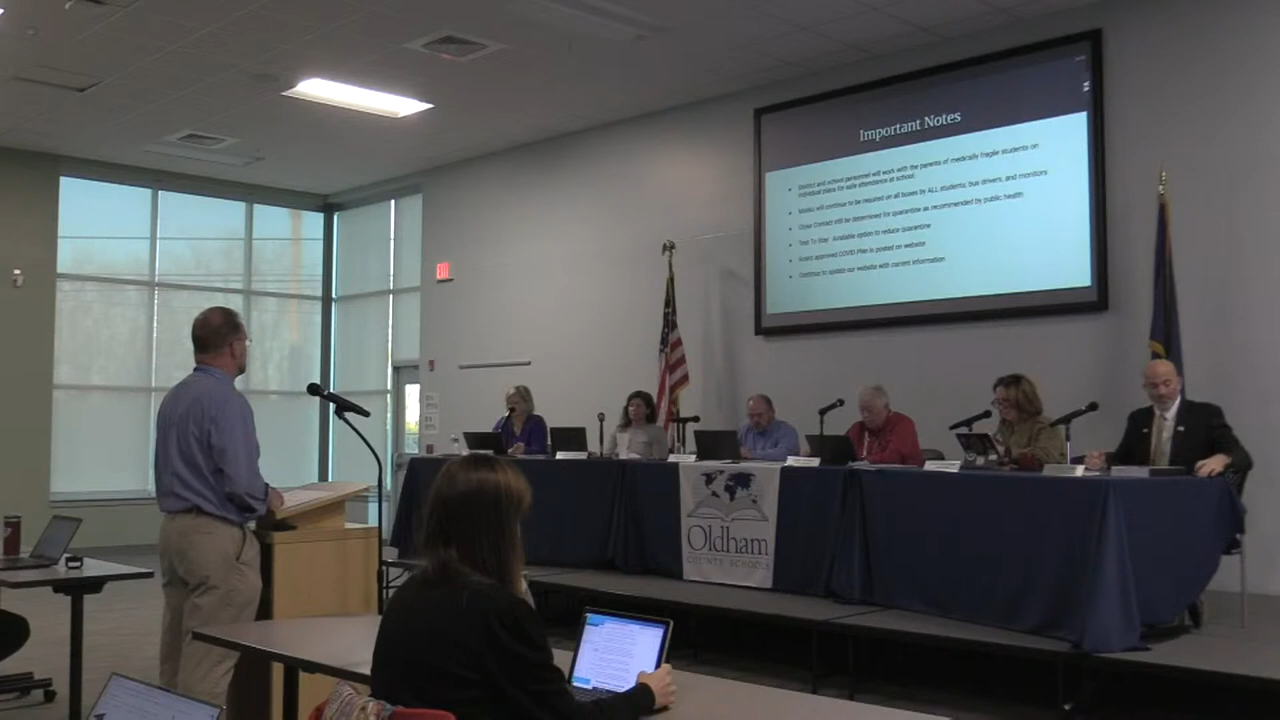 Important Notes
District and school personnel will work with the parents of medically fragile students on
individual plans for safe attendance at school.
Masks will continue to be required on all buses by ALL students, bus drivers, and monitors
Close Contact still be determined for quarantine as recommended by public health
Test To Stay: Available option to reduce quarantine
Board approved COVID Plan is posted on website
Continue to update our website with current information
EXIT
Oldham
COUNTY SCHOOLS